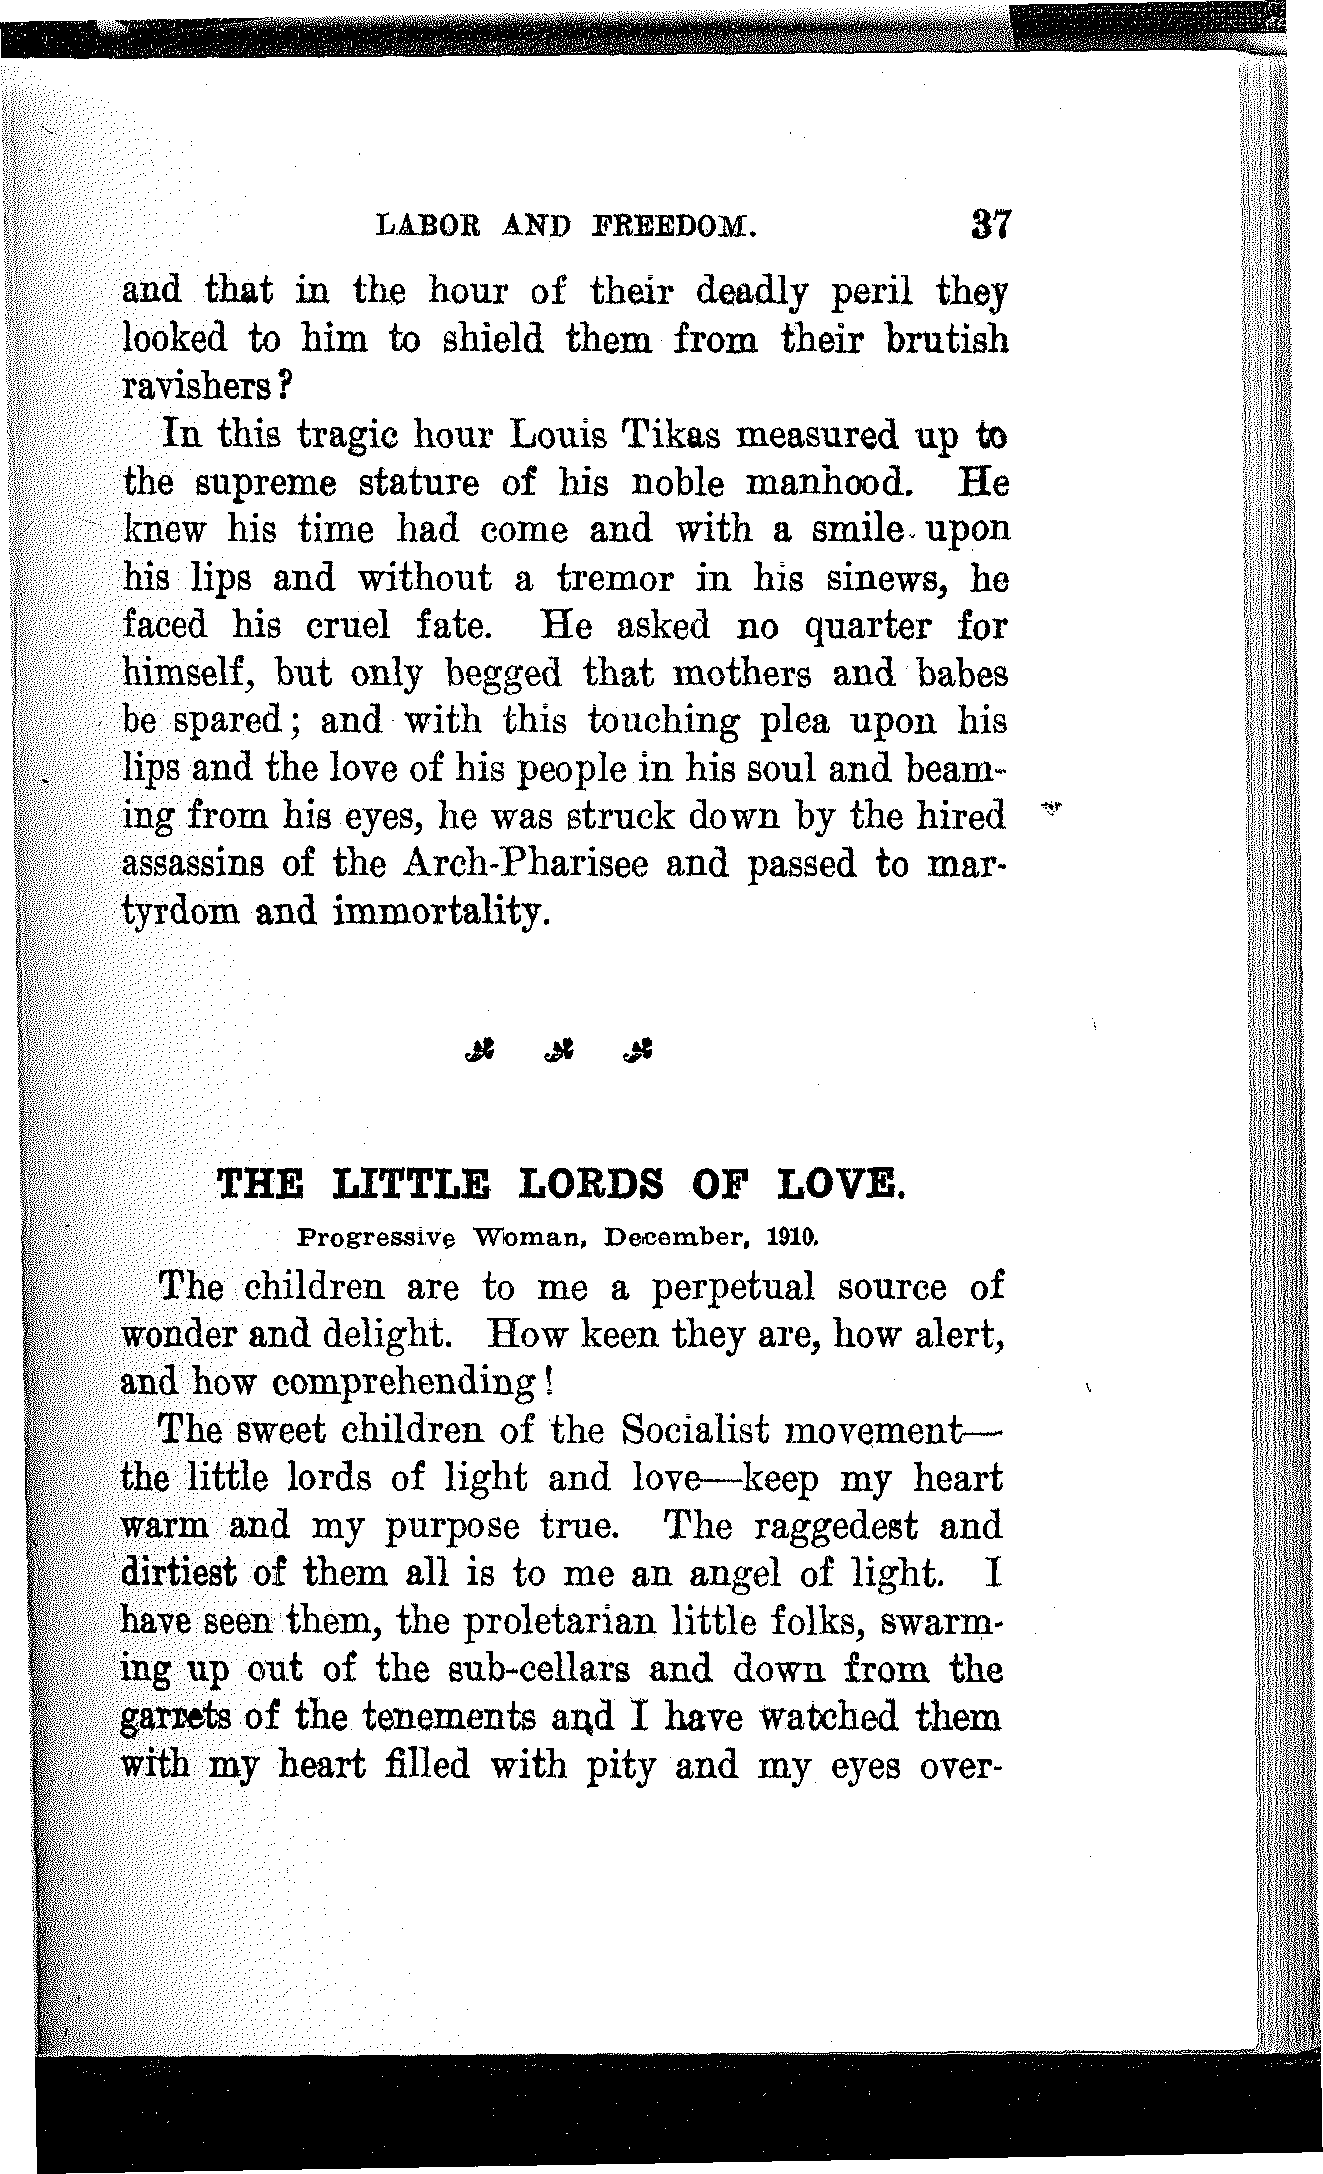 LABOR AND FREEDOM. 37
and that in the hour of their deadly peril they
looked to him to shield them from their brutish
ravishers?
In this tragic hour Louis Tikas measured up to
the supreme stature of his noble manhood. He
knew his time had come and with a smile upon
his lips and without a tremor in his sinews, he
faced his cruel fate. He asked no quarter for
himself, but only begged that mothers and babes
be spared; and with this touching plea upon his
lips and the love of his people in his soul and beam-
ing from his eyes, he was struck down by the hired
assassins of the Arch-Pharisee and passed to mar-
tyrdom and immortality.
THE LITTLE LORDS OF LOVE.
Progressive Woman, December, 1910.
The children are to me a perpetual source of
wonder and delight. How keen they are, how alert,
and how comprehending!
The sweet children of the Socialist movement—
the little lords of light and love—keep my heart
warm and my purpose true. The raggedest and
dirtiest of them all is to me an angel of light. I
have seen them, the proletarian little folks, swarm-
ing up out of the sub-cellars and down from the
garrets of the tenements and I have watched them
with my heart filled with pity and my eyes over-